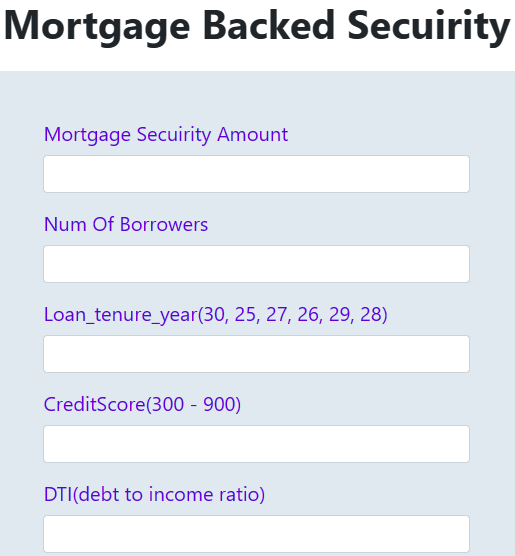 Mortgage Backed Secuirity
Mortgage Secuirity Amount
Num Of Borrowers
Loan_tenure_year(30, 25, 27, 26, 29, 28)
CreditScore(300 - 900)
DTI(debt to income ratio)